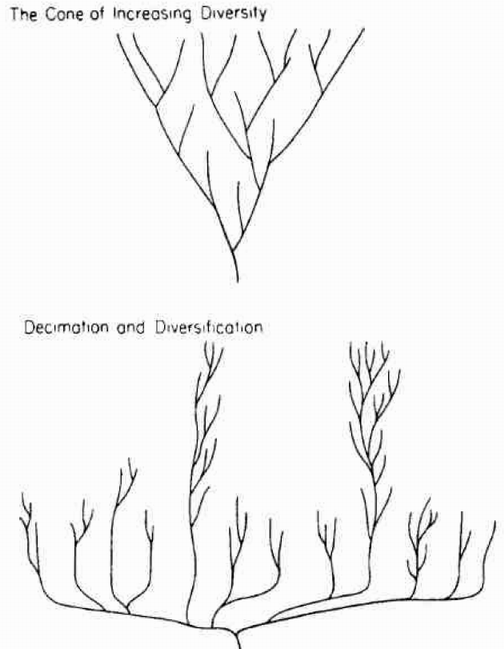 The Cone of Increasing Diversity
Decimation and Diversification